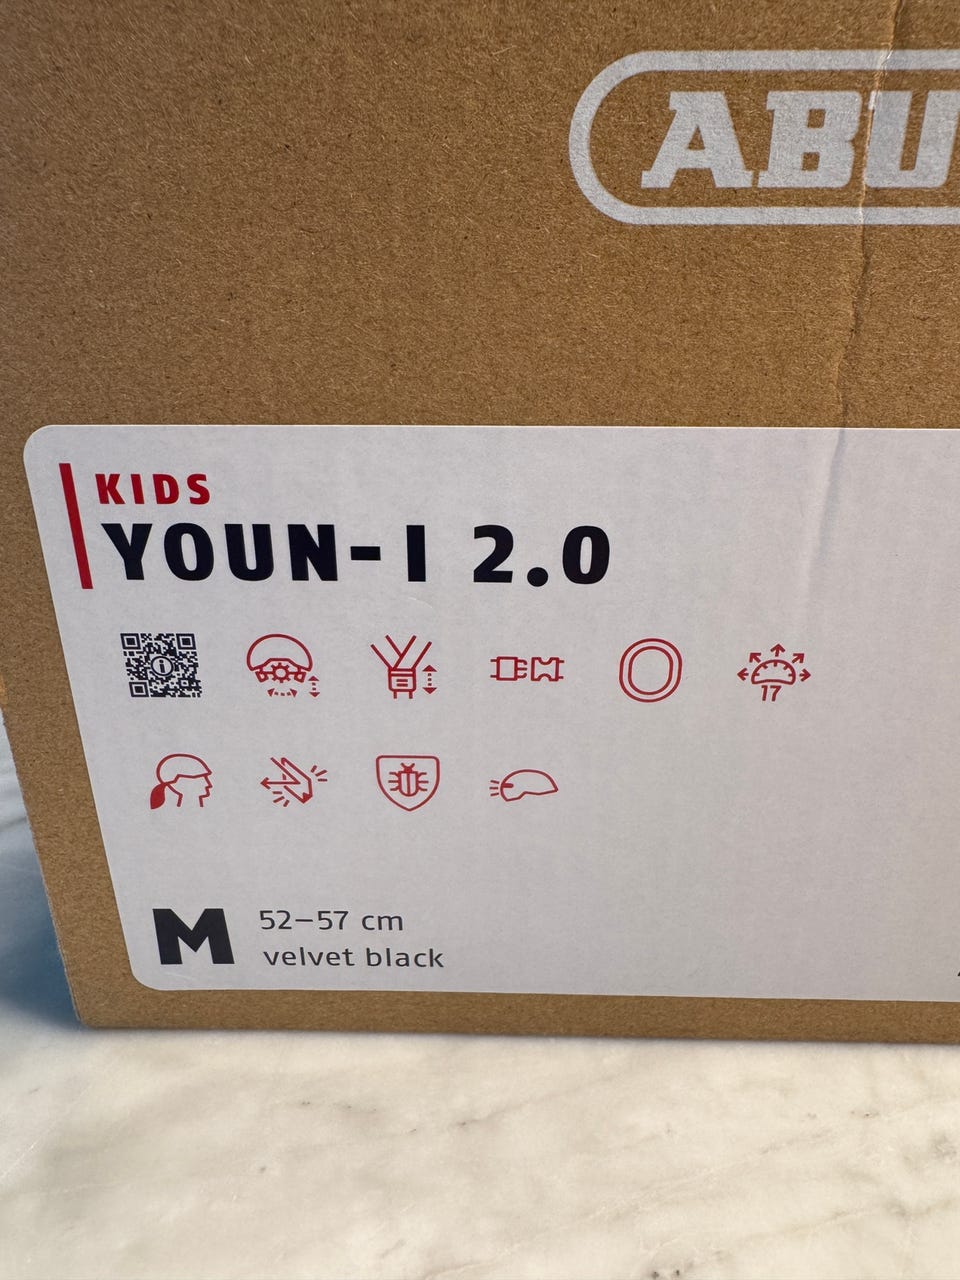 ABU
KIDS
YOUN-I 2.0
17
M
52–57 cm
velvet black